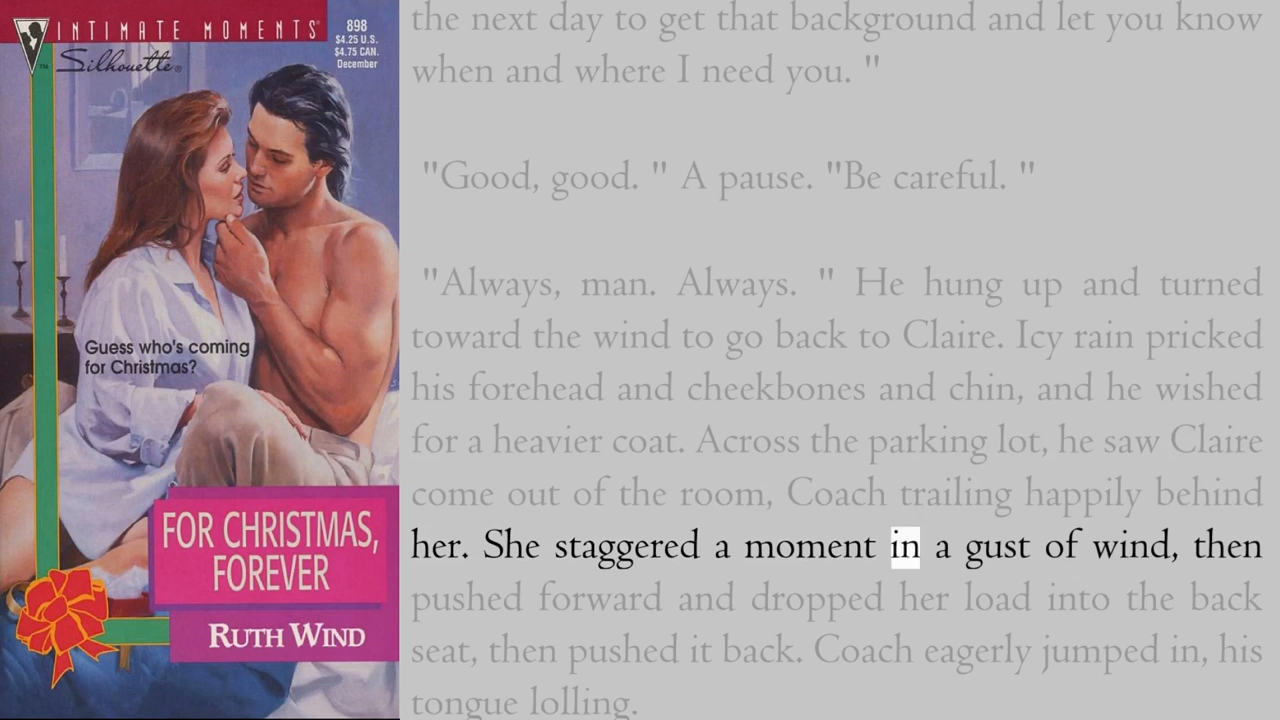 INTIMATE MOMENTS®
898
$4.25 U.S.
$4.75 CAN.
December
TM
Silhouette®
Guess who's coming
for Christmas?
FOR CHRISTMAS,
FOREVER
RUTH WIND
the next day to get that background and let you know
when and where I need you. "
"Good, good. " A pause. "Be careful. "
"Always, man. Always. " He hung up and turned
toward the wind to go back to Claire. Icy rain pricked
his forehead and cheekbones and chin, and he wished
for a heavier coat. Across the parking lot, he saw Claire
come out of the room, Coach trailing happily behind
her. She staggered a moment in a gust of wind, then
pushed forward and dropped her load into the back
seat, then pushed it back. Coach eagerly jumped in, his
tongue lolling.